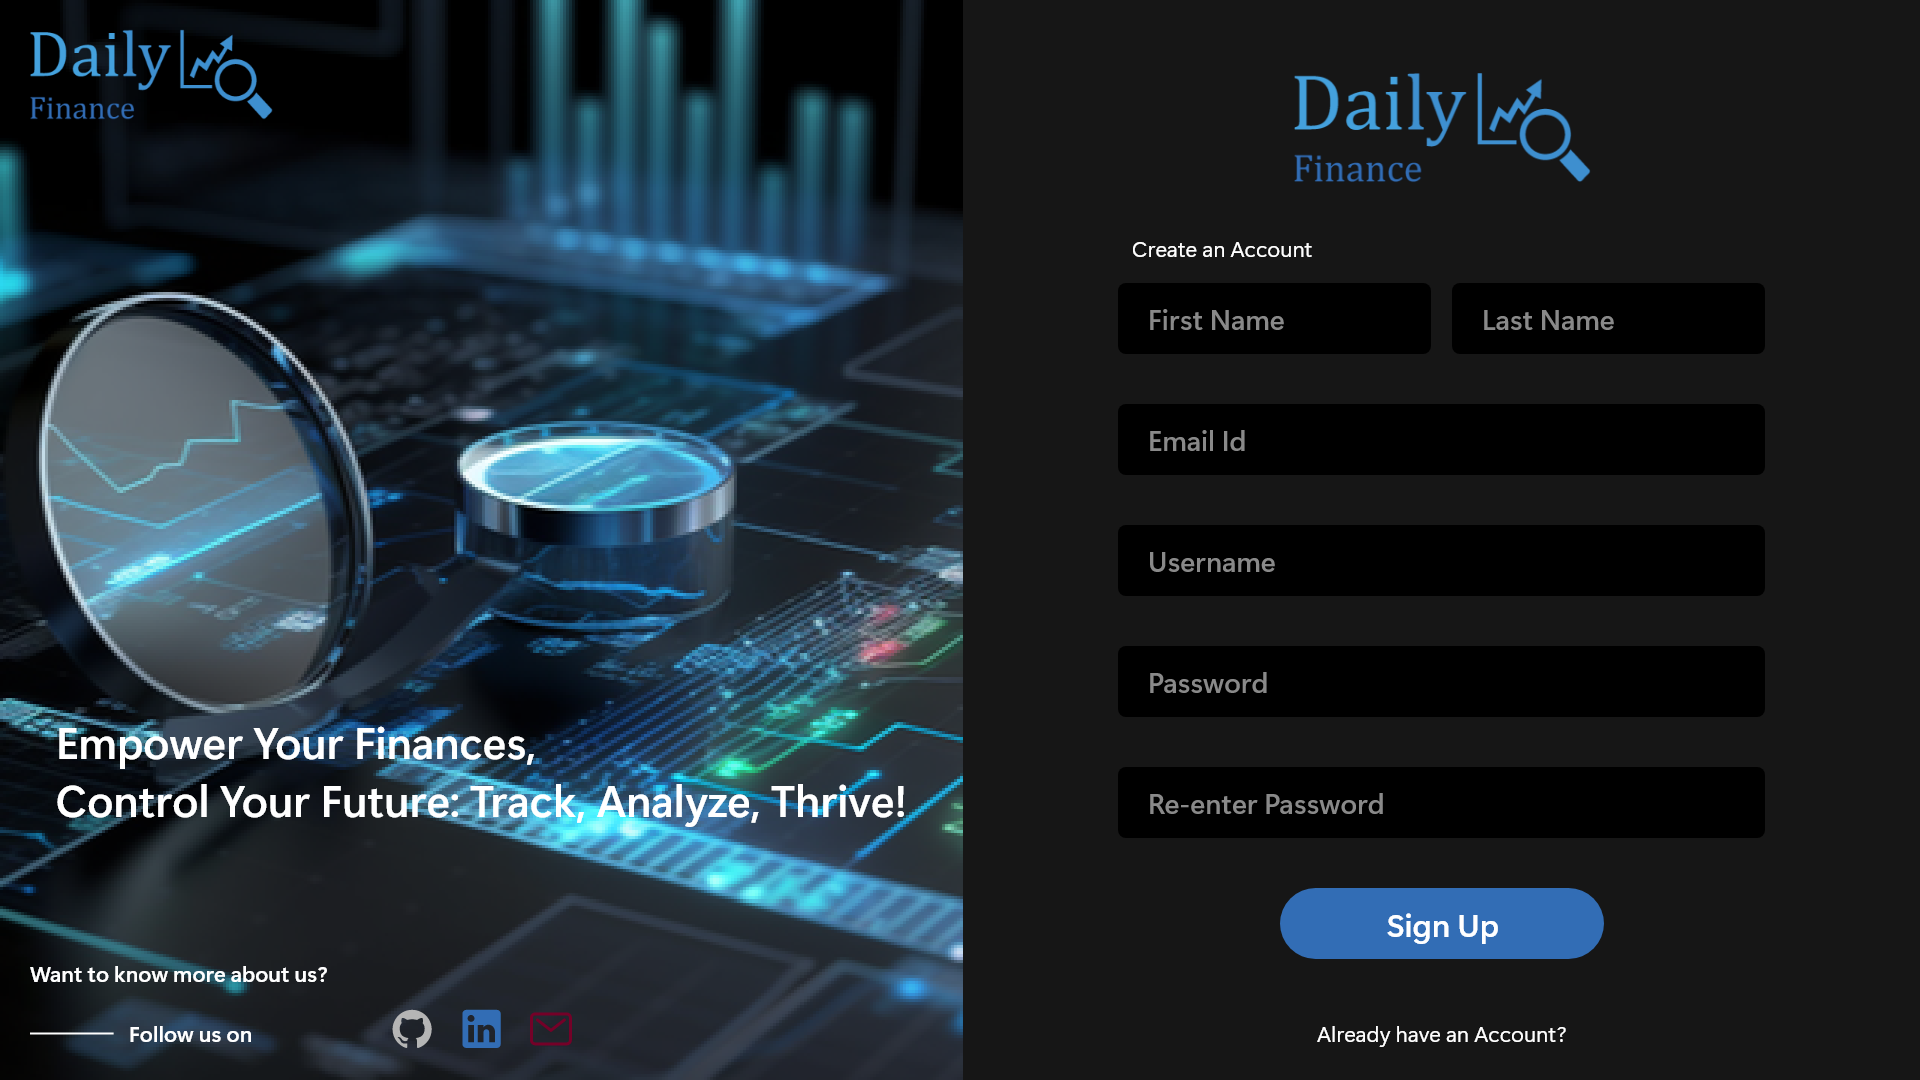 Daily
Finance
Empower Your Finances,
Control Your Future: Track, Analyze, Thrive!
Want to know more about us?
Follow us on
in
Daily
Finance
Create an Account
First Name
Last Name
Email Id
Username
Password
Re-enter Password
Sign Up
Already have an Account?